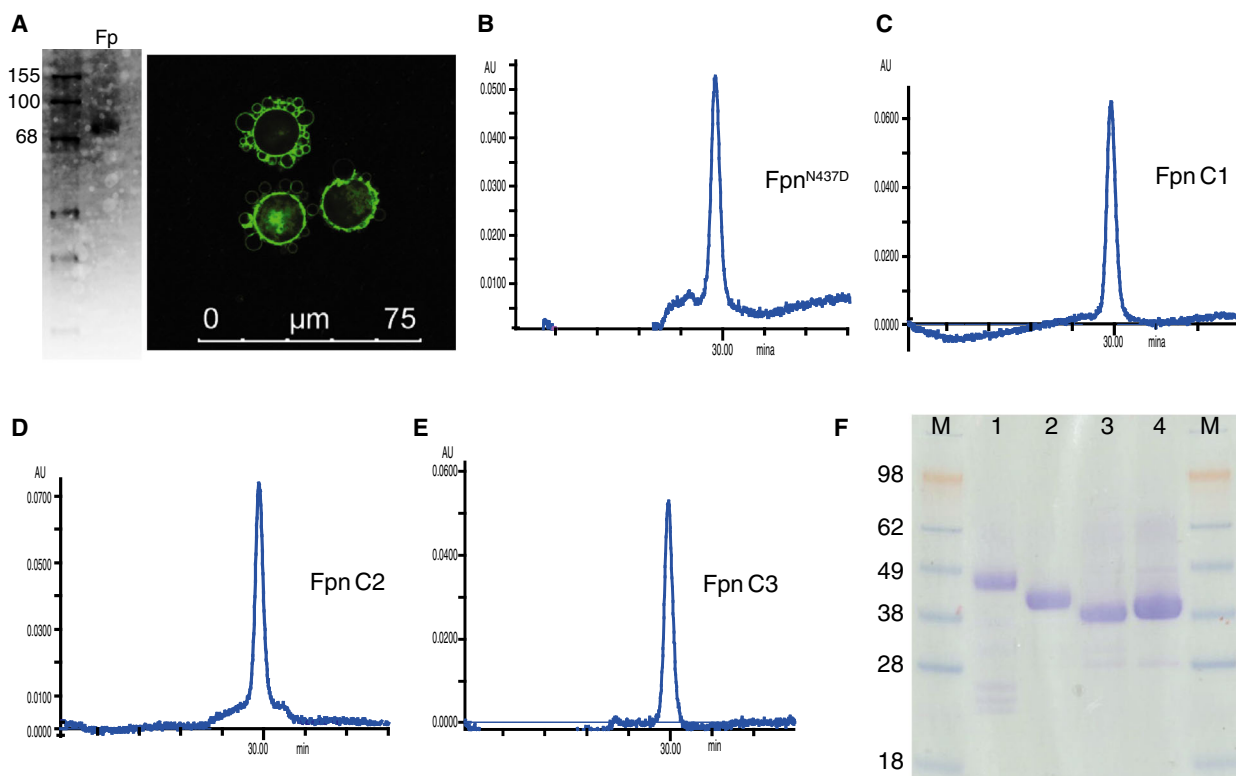 A
Fp
155
100
68
0 µm 75
B
AU
0.0500
0.0400
0.0300
0.0200
0.0100
Fpn^N437D
30.00 mina
C
AU
0.0600
0.0400
0.0200
0.0000
Fpn C1
30.00 mina
D
AU
0.0700
0.0500
0.0300
0.0100
0.0000
Fpn C2
30.00 min
E
AU
0.0600
0.0400
0.0200
0.0000
Fpn C3
30.00 min
F
M 1 2 3 4 M
98
62
49
38
28
18